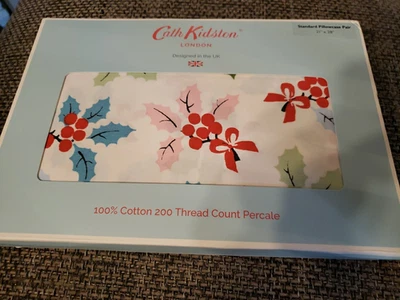 Cath Kidston
LONDON
Designed in the UK
Standard Pillowcase Pair
100% Cotton 200 Thread Count Percale